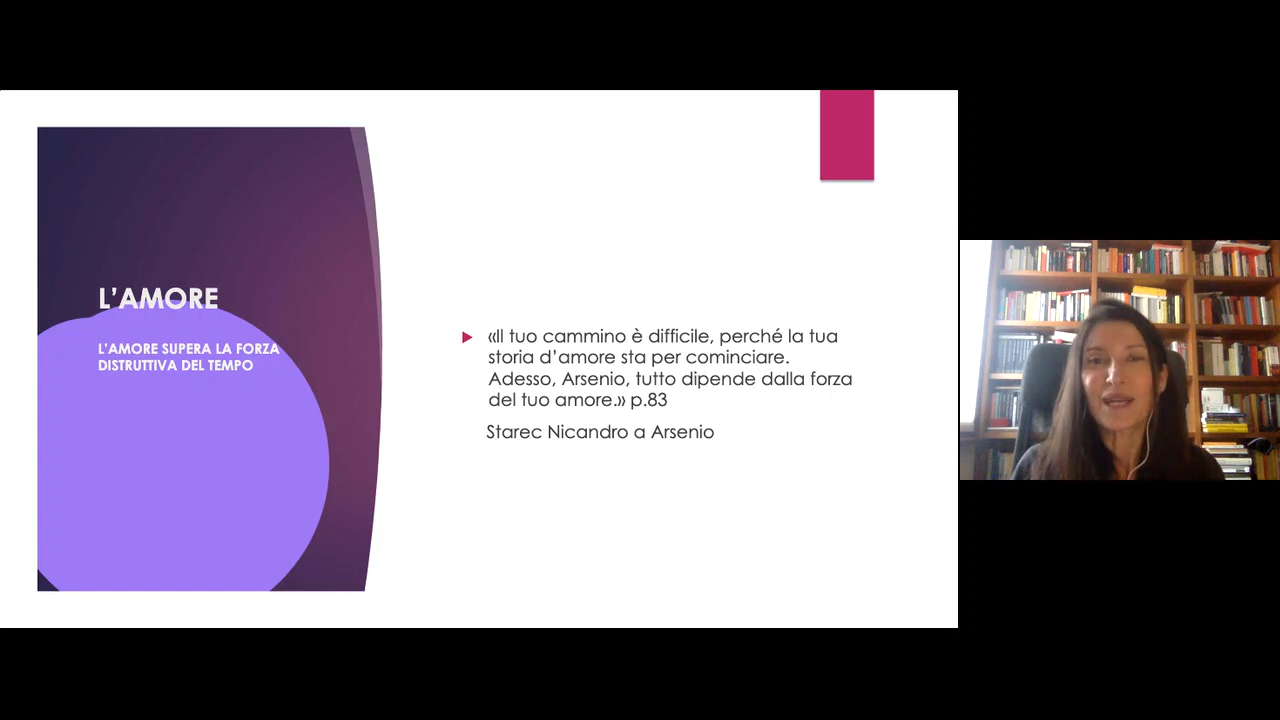 L’AMORE
L’AMORE SUPERA LA FORZA
DISTRUTTIVA DEL TEMPO
«Il tuo cammino è difficile, perché la tua
storia d’amore sta per cominciare.
Adesso, Arsenio, tutto dipende dalla forza
del tuo amore.» p.83
Starec Nicandro a Arsenio